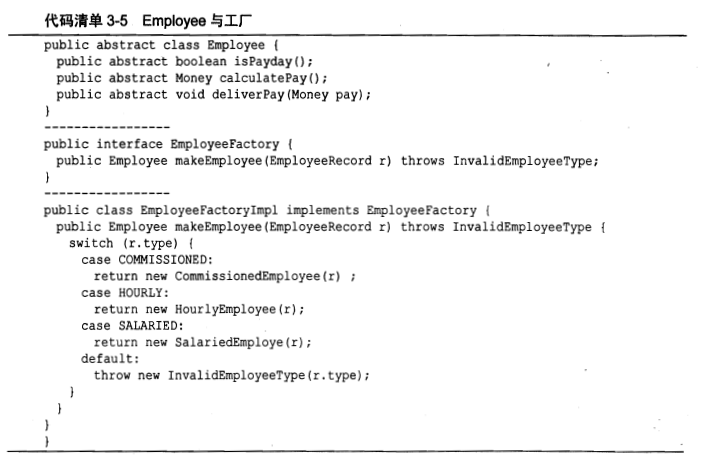 代码清单 3-5 Employee 与工厂
public abstract class Employee {
  public abstract boolean isPayday();
  public abstract Money calculatePay();
  public abstract void deliverPay(Money pay);
}
-----------------
public interface EmployeeFactory {
  public Employee makeEmployee(EmployeeRecord r) throws InvalidEmployeeType;
}
-----------------
public class EmployeeFactoryImpl implements EmployeeFactory {
  public Employee makeEmployee(EmployeeRecord r) throws InvalidEmployeeType {
    switch (r.type) {
      case COMMISSIONED:
        return new CommissionedEmployee(r) ;
      case HOURLY:
        return new HourlyEmployee(r);
      case SALARIED:
        return new SalariedEmploye(r);
      default:
        throw new InvalidEmployeeType(r.type);
    }
  }
}
}